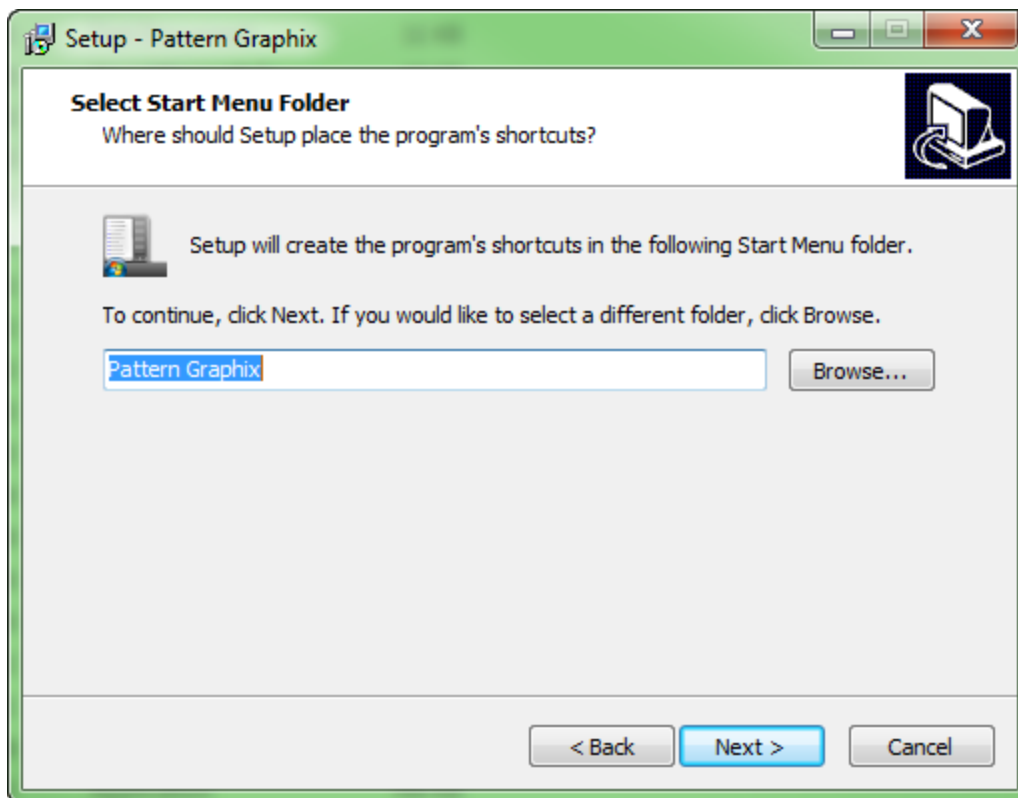 Setup - Pattern Graphix
Select Start Menu Folder
Where should Setup place the program's shortcuts?
Setup will create the program's shortcuts in the following Start Menu folder.
To continue, click Next. If you would like to select a different folder, click Browse.
Pattern Graphix
Browse...
< Back
Next >
Cancel